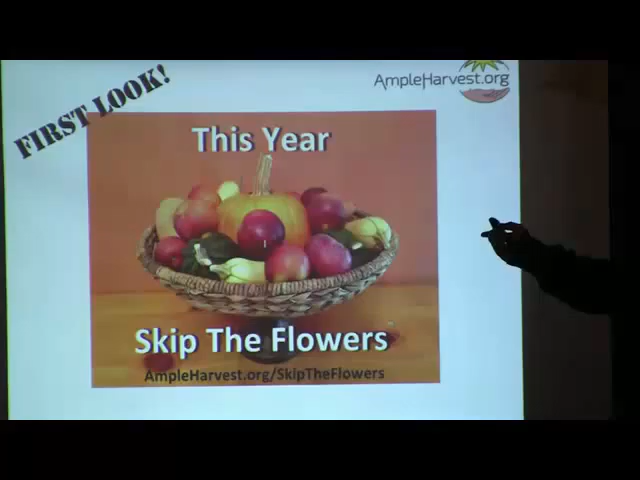 FIRST LOOK!
AmpleHarvest.org
This Year
Skip The Flowers
AmpleHarvest.org/SkipTheFlowers